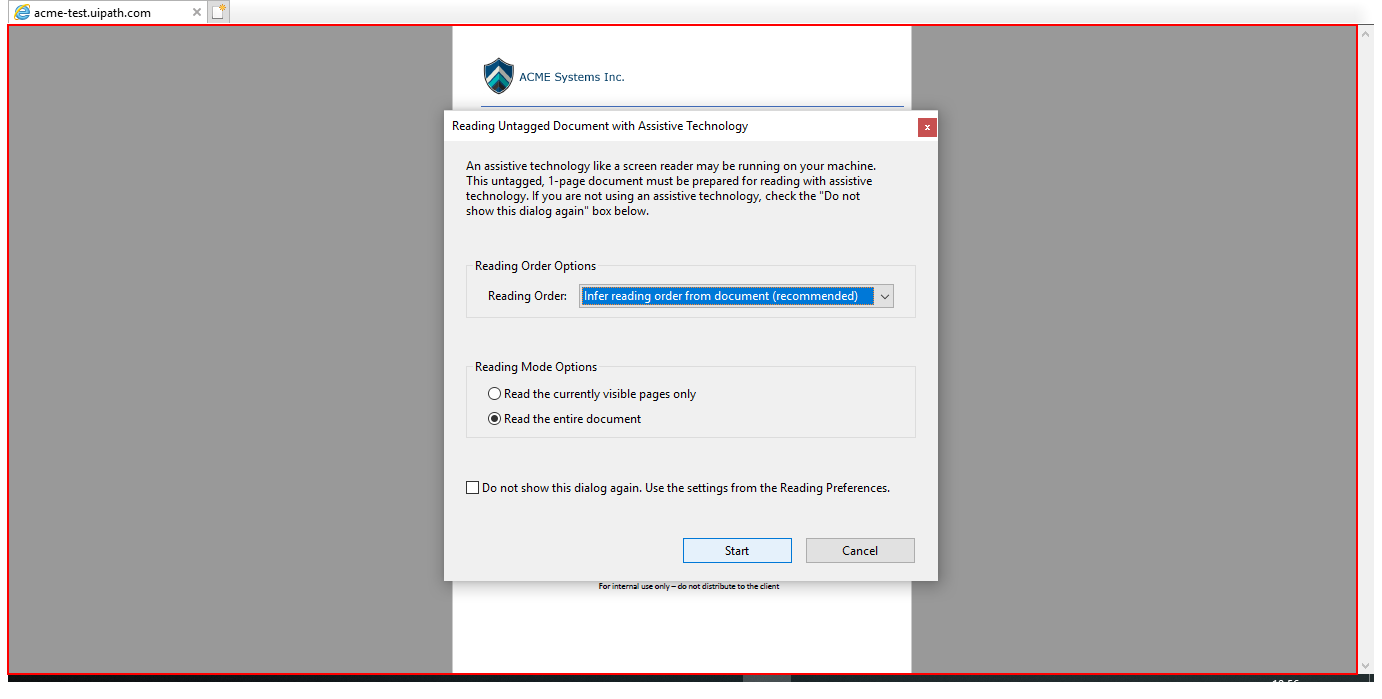 acme-test.uipath.com
ACME Systems Inc.
Reading Untagged Document with Assistive Technology
x
An assistive technology like a screen reader may be running on your machine.
This untagged, 1-page document must be prepared for reading with assistive
technology. If you are not using an assistive technology, check the "Do not
show this dialog again" box below.
Reading Order Options
Reading Order: Infer reading order from document (recommended)
Reading Mode Options
Read the currently visible pages only
Read the entire document
Do not show this dialog again. Use the settings from the Reading Preferences.
Start Cancel
For internal use only – do not distribute to the client